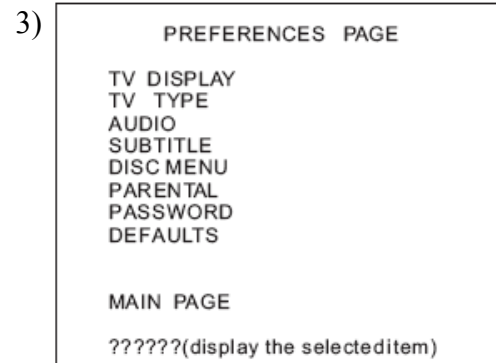 3)
PREFERENCES PAGE
TV DISPLAY
TV TYPE
AUDIO
SUBTITLE
DISC MENU
PARENTAL
PASSWORD
DEFAULTS
MAIN PAGE
??????(display the selecteditem)